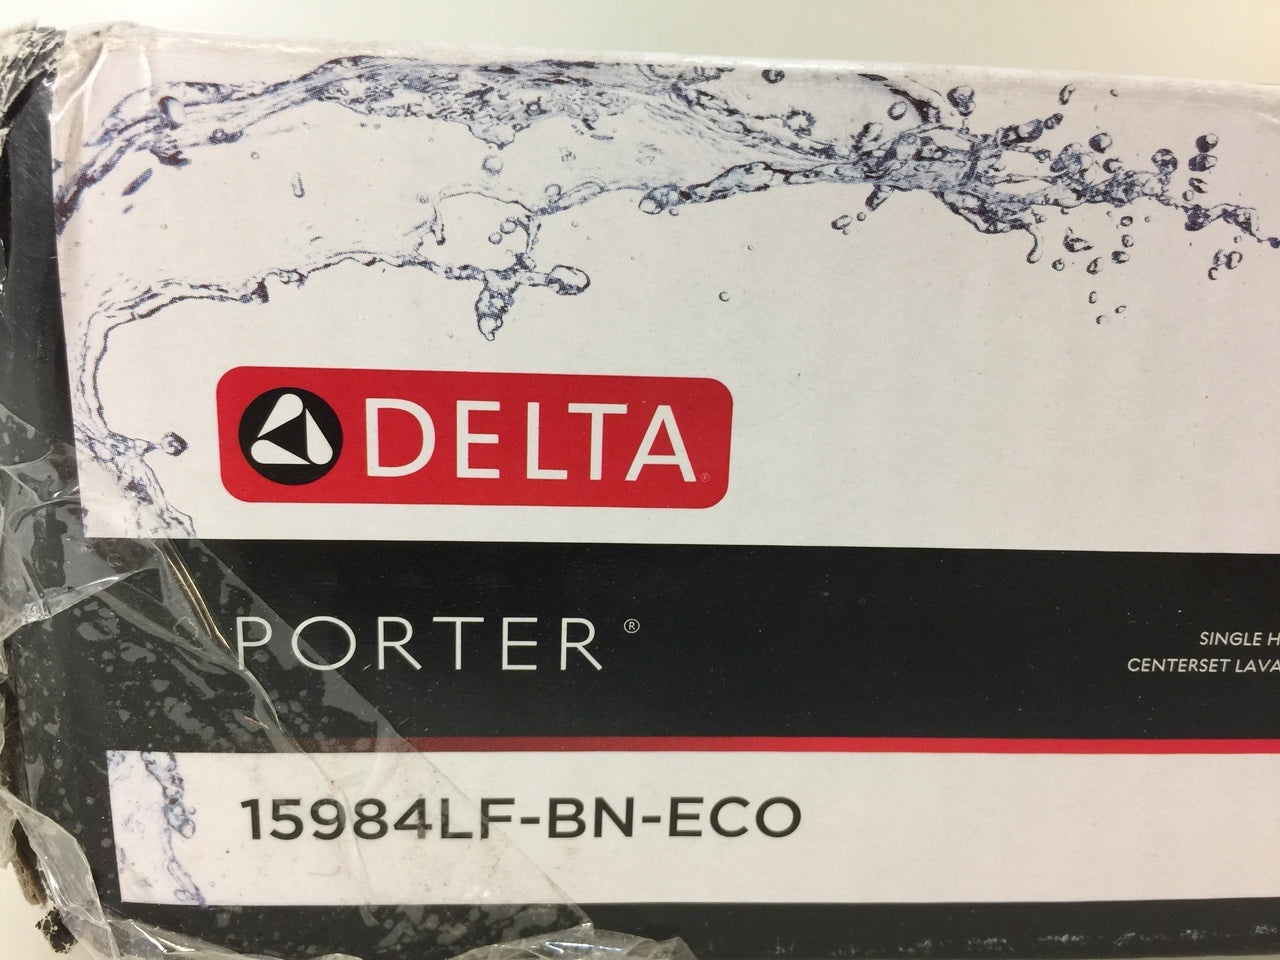 DELTA®
PORTER®
SINGLE H
CENTERSET LAVA
15984LF-BN-ECO